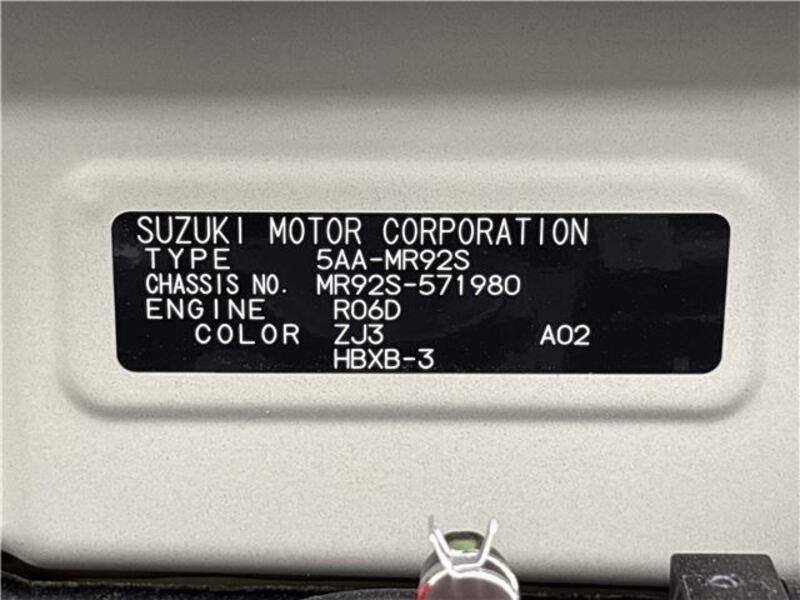 SUZUKI MOTOR CORPORATION
TYPE 5AA-MR92S
CHASSIS NO. MR92S-571980
ENGINE R06D
COLOR ZJ3 A02
HBXB-3